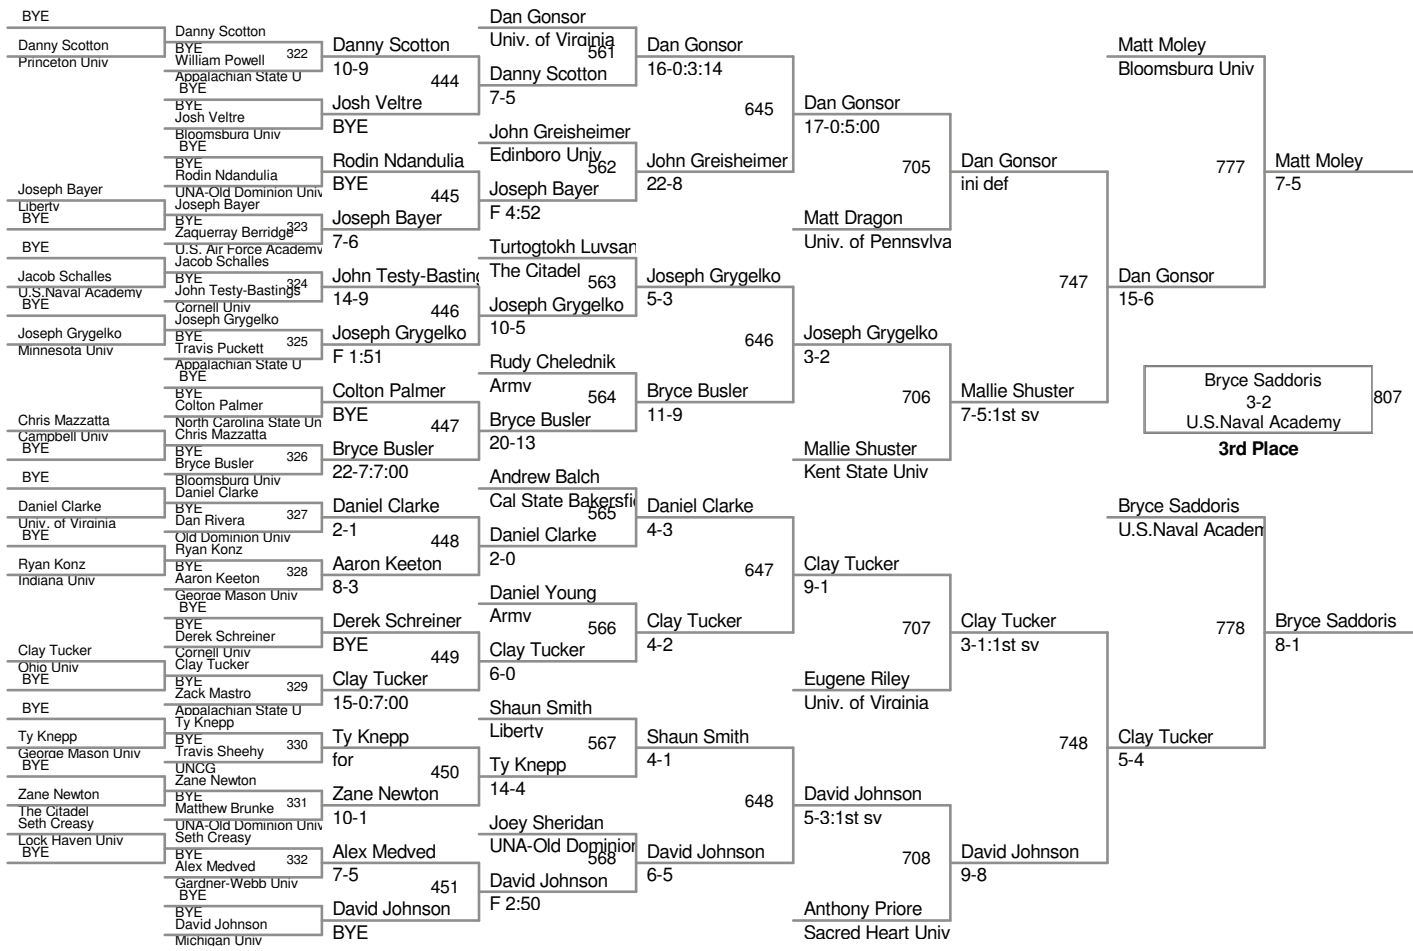 BYE
Danny Scotton
Princeton Univ
Joseph Bayer
Liberty
BYE
BYE
Jacob Schalles
U.S.Naval Academy
BYE
Joseph Grygelko
Minnesota Univ
Chris Mazzatta
Campbell Univ
BYE
BYE
Daniel Clarke
Univ. of Virginia
BYE
Ryan Konz
Indiana Univ
Clay Tucker
Ohio Univ
BYE
BYE
Ty Knepp
George Mason Univ
BYE
Zane Newton
The Citadel
Seth Creasy
Lock Haven Univ
BYE
Danny Scotton
BYE
William Powell 322
Appalachian State U
BYE
BYE
Josh Veltre
Bloomsburg Univ
BYE
BYE
Rodin Ndandulia
UNA-Old Dominion Univ
Joseph Bayer
BYE
Zaquerray Berridge 323
U.S. Air Force Academy
Jacob Schalles
BYE
John Testy-Bastings 324
Cornell Univ
Joseph Grygelko
BYE
Travis Puckett 325
Appalachian State U
BYE
BYE
Colton Palmer
North Carolina State Un
Chris Mazzatta
BYE
Bryce Busler 326
Bloomsburg Univ
Daniel Clarke
BYE
Dan Rivera 327
Old Dominion Univ
Ryan Konz
BYE
Aaron Keeton 328
George Mason Univ
BYE
BYE
Derek Schreiner
Cornell Univ
Clay Tucker
BYE
Zack Mastro 329
Appalachian State U
Ty Knepp
BYE
Travis Sheehy 330
UNCG
Zane Newton
BYE
Matthew Brunke 331
UNA-Old Dominion Univ
Seth Creasy
BYE
Alex Medved 332
Gardner-Webb Univ
BYE
BYE
David Johnson
Michigan Univ
Danny Scotton
10-9
444
Josh Veltre
BYE
Rodin Ndandulia
BYE
445
Joseph Bayer
7-6
John Testy-Basting
14-9
446
Joseph Grygelko
F 1:51
Colton Palmer
BYE
447
Bryce Busler
22-7:7:00
Daniel Clarke
2-1
448
Aaron Keeton
8-3
Derek Schreiner
BYE
449
Clay Tucker
15-0:7:00
Ty Knepp
for
450
Zane Newton
10-1
Alex Medved
7-5
451
David Johnson
BYE
Dan Gonsor
Univ. of Virginia
561
Danny Scotton
7-5
John Greisheimer
Edinboro Univ
562
Joseph Bayer
F 4:52
Turtogtokh Luvsan
The Citadel
563
Joseph Grygelko
10-5
Rudy Chelednik
Army
564
Bryce Busler
20-13
Andrew Balch
Cal State Bakersfi
565
Daniel Clarke
2-0
Daniel Young
Army
566
Clay Tucker
6-0
Shaun Smith
Liberty
567
Ty Knepp
14-4
Joey Sheridan
UNA-Old Dominion
568
David Johnson
F 2:50
Dan Gonsor
16-0:3:14
645
John Greisheimer
22-8
Joseph Grygelko
5-3
646
Bryce Busler
11-9
Daniel Clarke
4-3
647
Clay Tucker
4-2
Shaun Smith
4-1
648
David Johnson
6-5
Dan Gonsor
17-0:5:00
705
Matt Dragon
Univ. of Pennsylva
Joseph Grygelko
3-2
706
Mallie Shuster
Kent State Univ
Clay Tucker
9-1
707
Eugene Riley
Univ. of Virginia
David Johnson
5-3:1st sv
708
Anthony Priore
Sacred Heart Univ
Dan Gonsor
inj def
747
Mallie Shuster
7-5:1st sv
Clay Tucker
3-1:1st sv
748
David Johnson
9-8
Matt Moley
Bloomsburg Univ
777
Dan Gonsor
15-6
Bryce Saddoris
U.S.Naval Academ
778
Clay Tucker
5-4
Matt Moley
7-5
Bryce Saddoris
3-2
U.S.Naval Academy
807
3rd Place
Bryce Saddoris
8-1